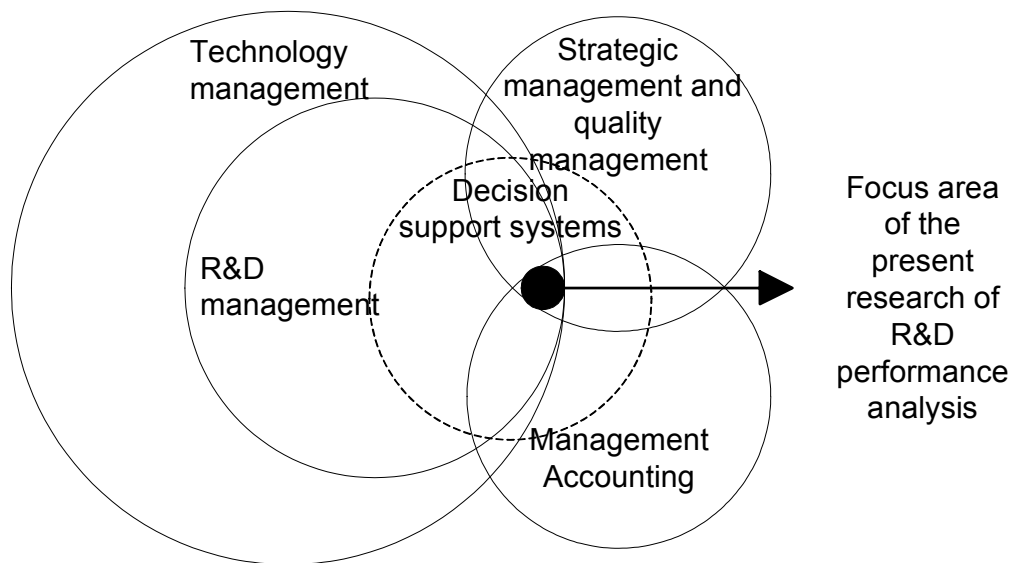 Technology
management
Strategic
management and
quality
management
Decision
support systems
R&D
management
Management
Accounting
Focus area
of the
present
research of
R&D
performance
analysis